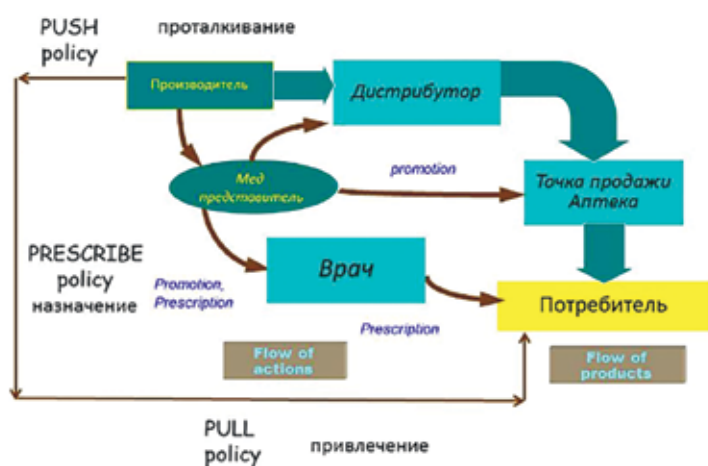 PUSH
policy
проталкивание
Производитель
Дистрибутор
Мед
представитель
promotion
Точка продажи
Аптека
PRESCRIBE
policy
назначение
Promotion,
Prescription
Врач
Prescription
Потребитель
Flow of
actions
Flow of
products
PULL
policy
привлечение